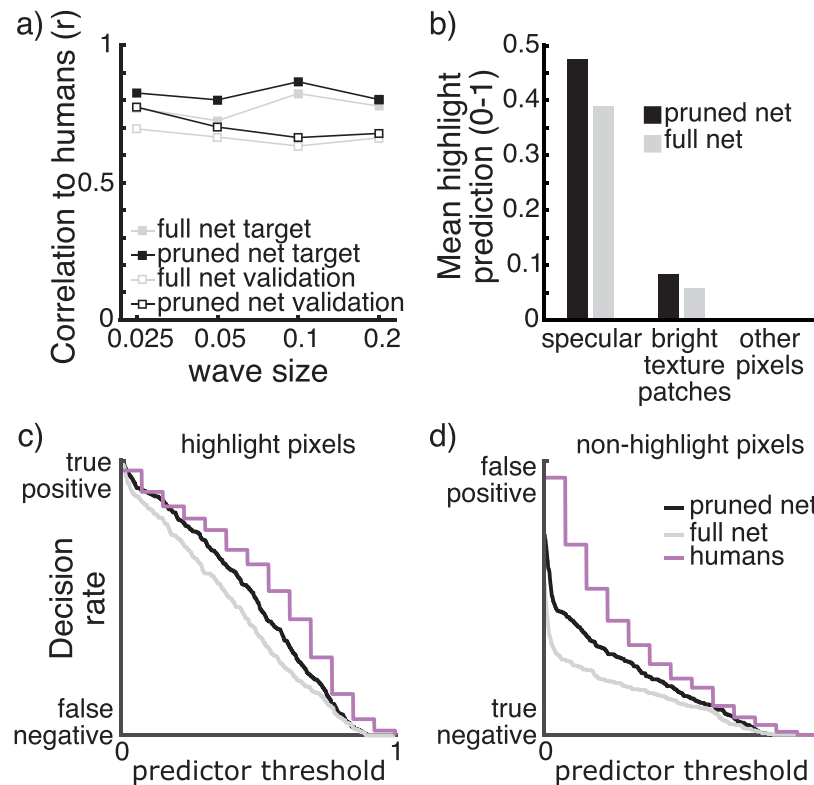 a)
Correlation to humans (r)
1
0.5
0
full net target
pruned net target
full net validation
pruned net validation
0.025 0.05 0.1 0.2
wave size
b)
Mean highlight
prediction (0-1)
0.5
0.4
0.3
0.2
0.1
0
pruned net
full net
specular bright other
texture pixels
patches
c)
highlight pixels
true
positive
Decision
rate
false
negative
0 1
predictor threshold
d)
non-highlight pixels
false
positive
pruned net
full net
humans
true
negative
0
predictor threshold